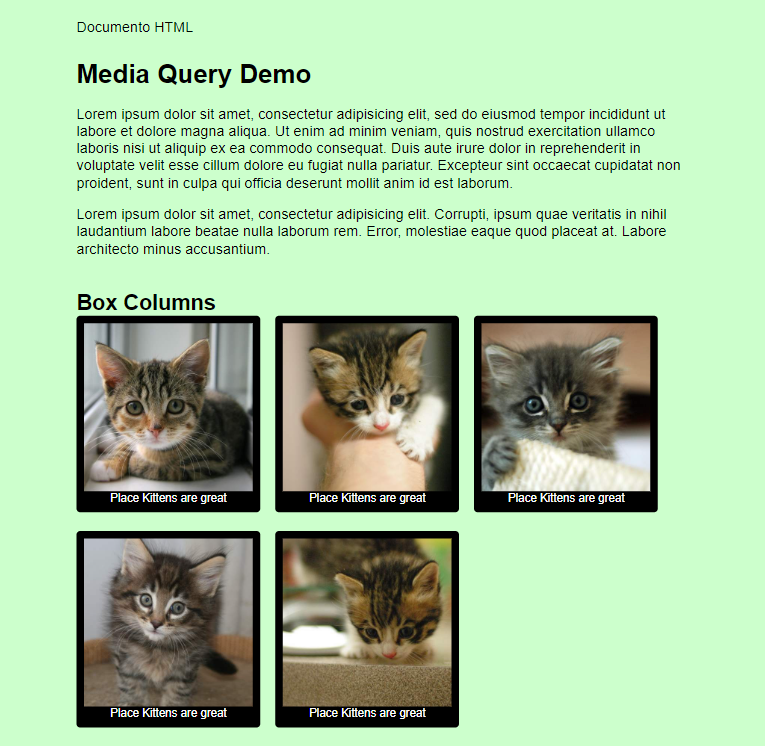 Documento HTML
Media Query Demo
Lorem ipsum dolor sit amet, consectetur adipisicing elit, sed do eiusmod tempor incididunt ut
labore et dolore magna aliqua. Ut enim ad minim veniam, quis nostrud exercitation ullamco
laboris nisi ut aliquip ex ea commodo consequat. Duis aute irure dolor in reprehenderit in
voluptate velit esse cillum dolore eu fugiat nulla pariatur. Excepteur sint occaecat cupidatat non
proident, sunt in culpa qui officia deserunt mollit anim id est laborum.
Lorem ipsum dolor sit amet, consectetur adipisicing elit. Corrupti, ipsum quae veritatis in nihil
laudantium labore beatae nulla laborum rem. Error, molestiae eaque quod placeat at. Labore
architecto minus accusantium.
Box Columns
Place Kittens are great
Place Kittens are great
Place Kittens are great
Place Kittens are great
Place Kittens are great